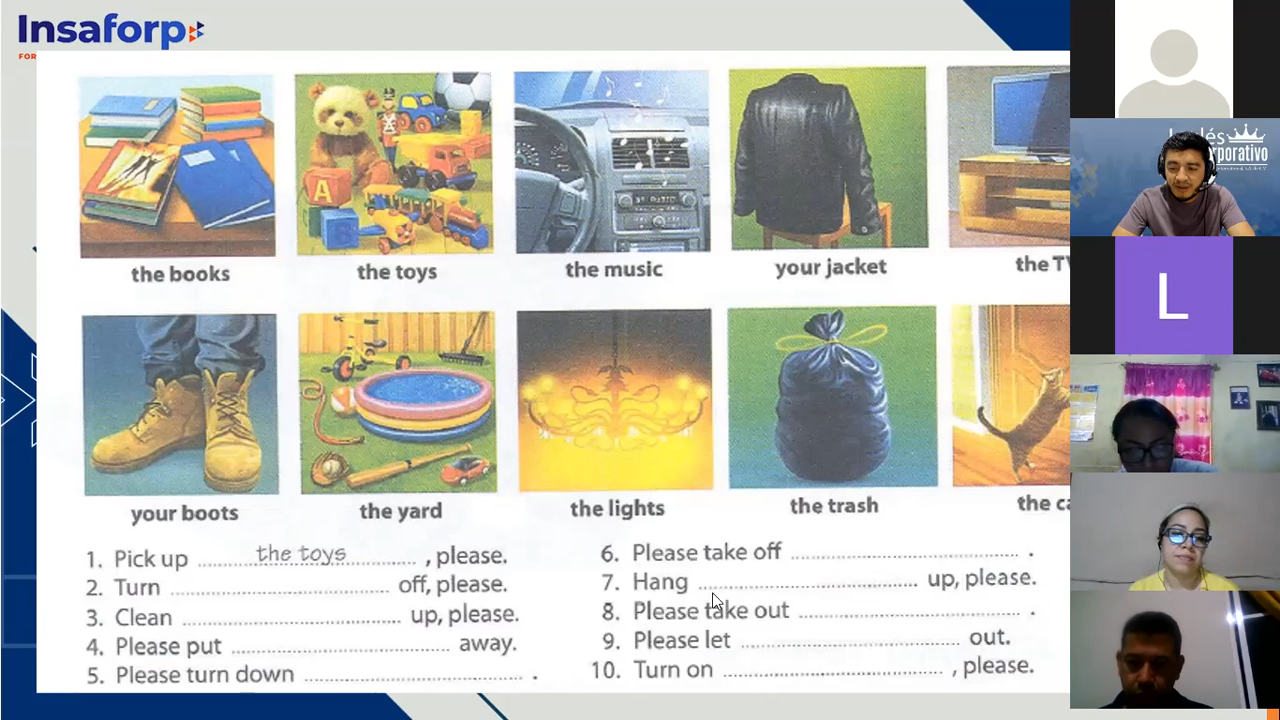 Insaforp
FOR
the books
the toys
the music
your jacket
the TV
your boots
the yard
the lights
the trash
the ca
1. Pick up the toys, please.
2. Turn ........ off, please.
3. Clean ........ up, please.
4. Please put ........ away.
5. Please turn down ........ .
6. Please take off ........ .
7. Hang ........ up, please.
8. Please take out ........ .
9. Please let ........ out.
10. Turn on ........ , please.
L